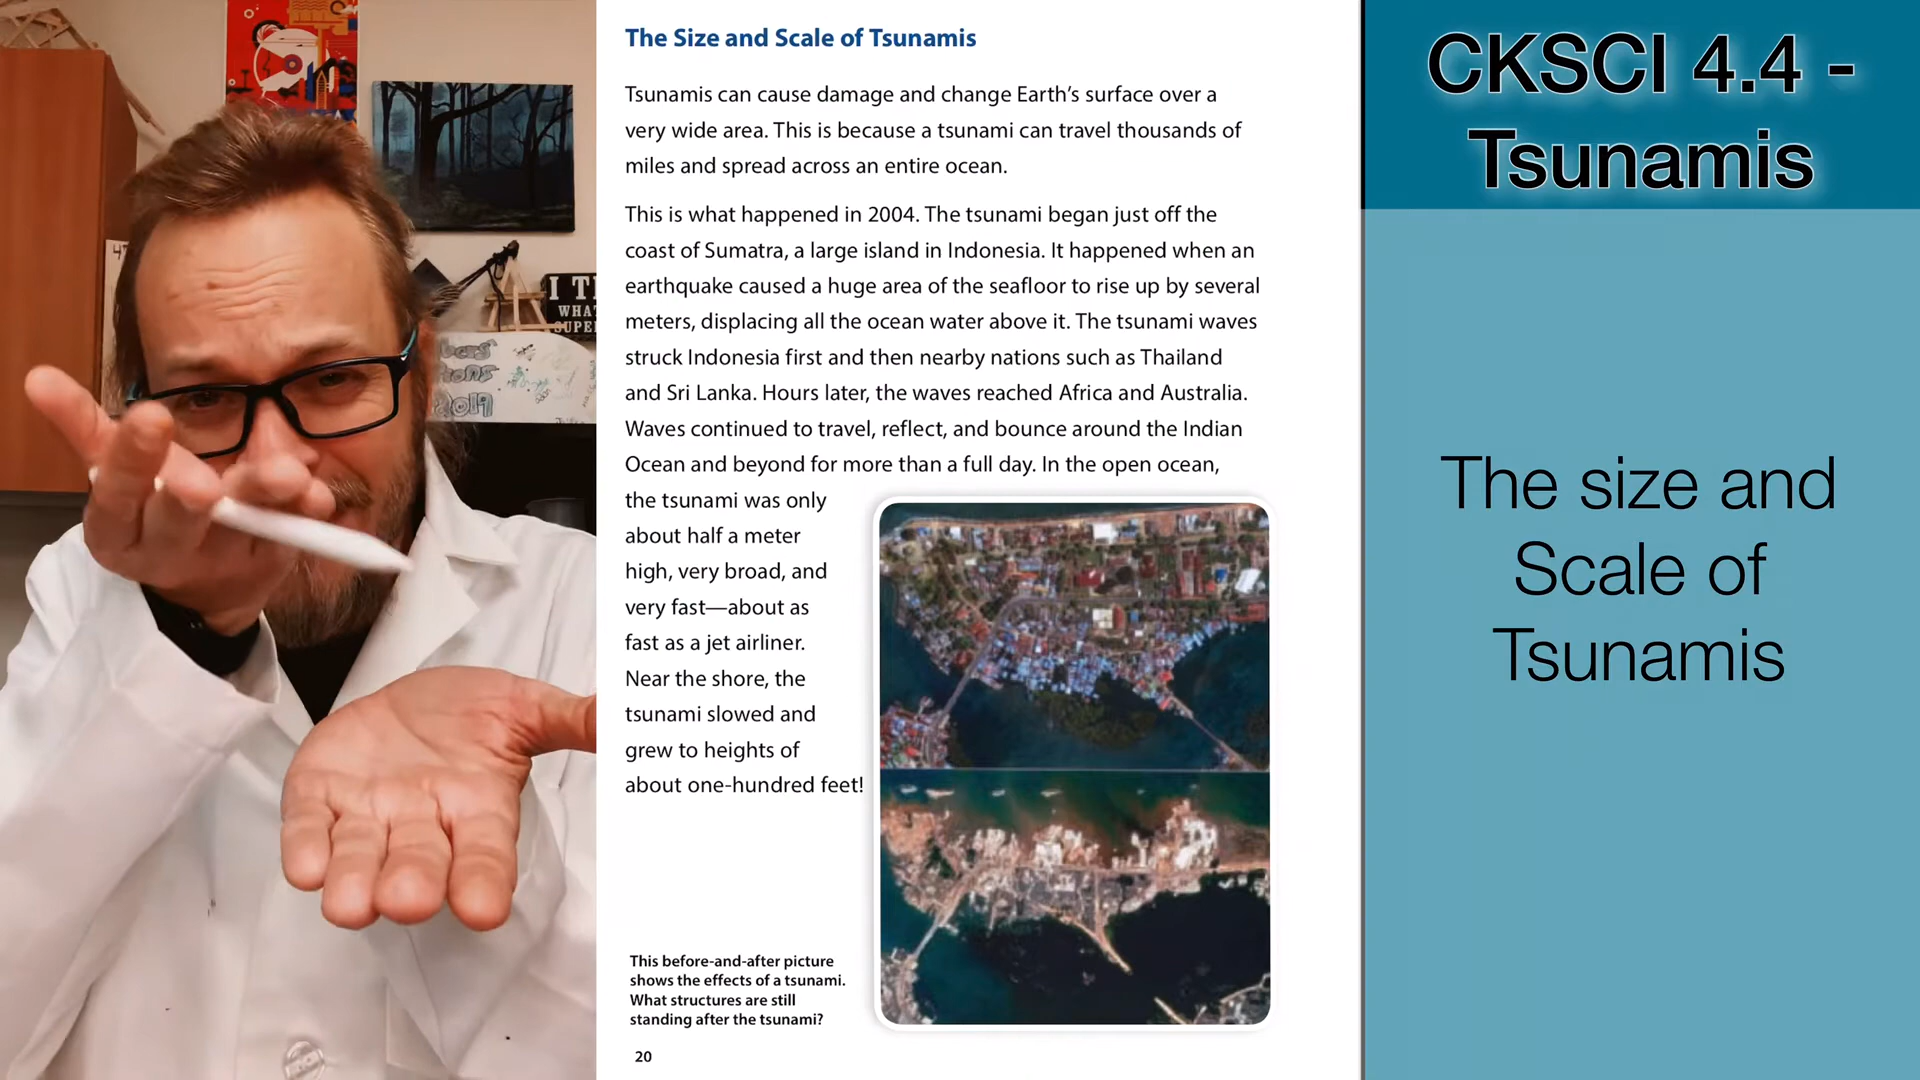 The Size and Scale of Tsunamis
Tsunamis can cause damage and change Earth's surface over a
very wide area. This is because a tsunami can travel thousands of
miles and spread across an entire ocean.
This is what happened in 2004. The tsunami began just off the
coast of Sumatra, a large island in Indonesia. It happened when an
earthquake caused a huge area of the seafloor to rise up by several
meters, displacing all the ocean water above it. The tsunami waves
struck Indonesia first and then nearby nations such as Thailand
and Sri Lanka. Hours later, the waves reached Africa and Australia.
Waves continued to travel, reflect, and bounce around the Indian
Ocean and beyond for more than a full day. In the open ocean,
the tsunami was only
about half a meter
high, very broad, and
very fast—about as
fast as a jet airliner.
Near the shore, the
tsunami slowed and
grew to heights of
about one-hundred feet!
This before-and-after picture
shows the effects of a tsunami.
What structures are still
standing after the tsunami?
20
CKSCI 4.4 -
Tsunamis
The size and
Scale of
Tsunamis
I
2019